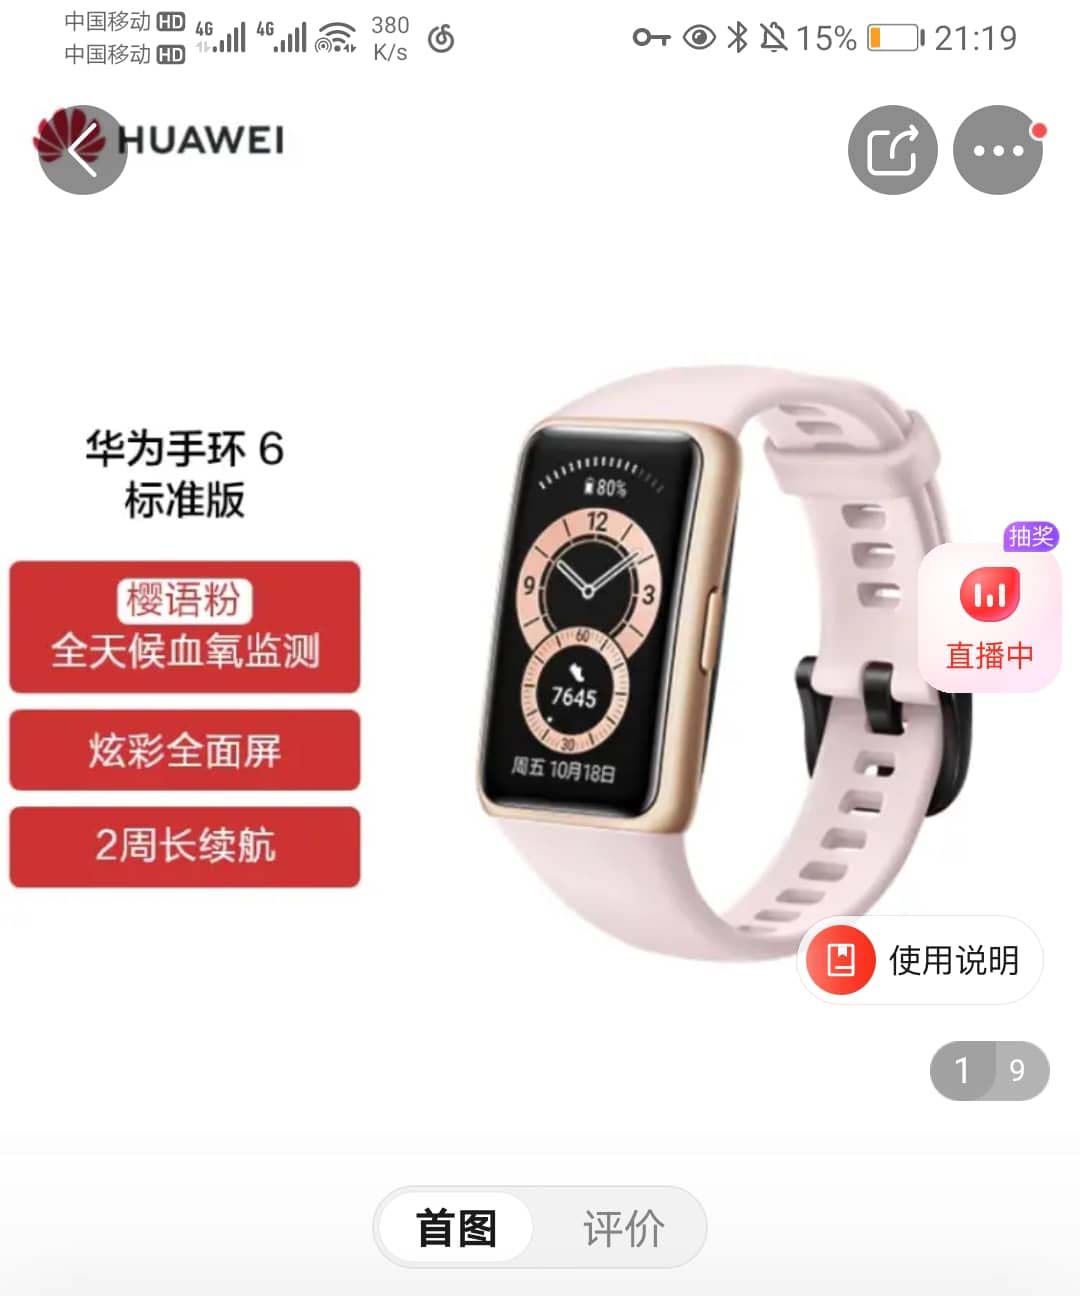 中国移动 HD 4G 4G 380 15% 21:19
中国移动 HD K/s
HUAWEI
华为手环 6
标准版
樱语粉
全天候血氧监测
炫彩全面屏
2周长续航
80%
12
9
3
60
7645
30
周五 10月18日
抽奖
直播中
使用说明
1 9
首图 评价